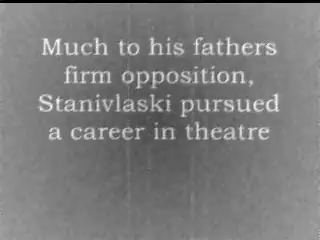 Much to his fathers
firm opposition,
Stanivlaski pursued
a career in theatre